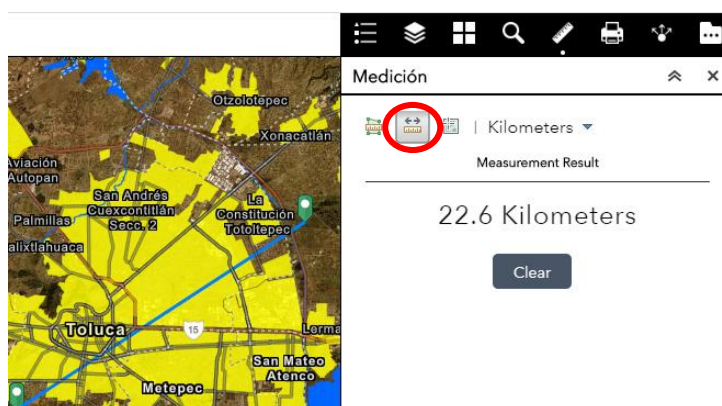 Medición
Kilometers
Measurement Result
22.6 Kilometers
Clear
Otzolotepec
Xonacatlán
Aviación
Autopan
San Andrés
Cuexcontitlán
Secc. 2
La
Constitución
Totoltepec
Palmillas
alixtlahuaca
Toluca
15
Lerma
San Mateo
Atenco
Metepec